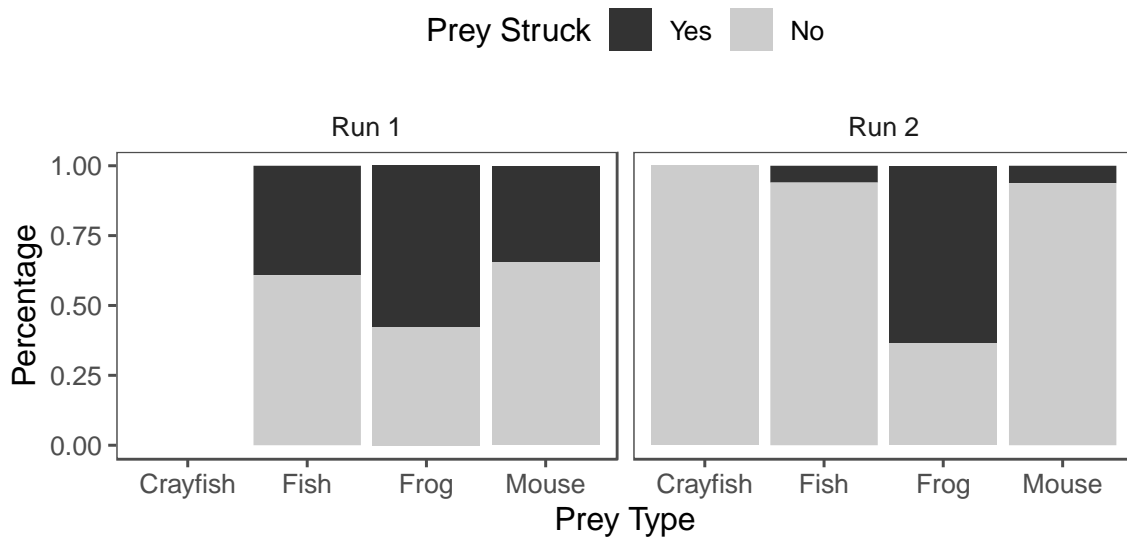 Prey Struck Yes No
Run 1 Run 2
1.00
0.75
0.50
0.25
0.00
Percentage
Crayfish Fish Frog Mouse Crayfish Fish Frog Mouse
Prey Type